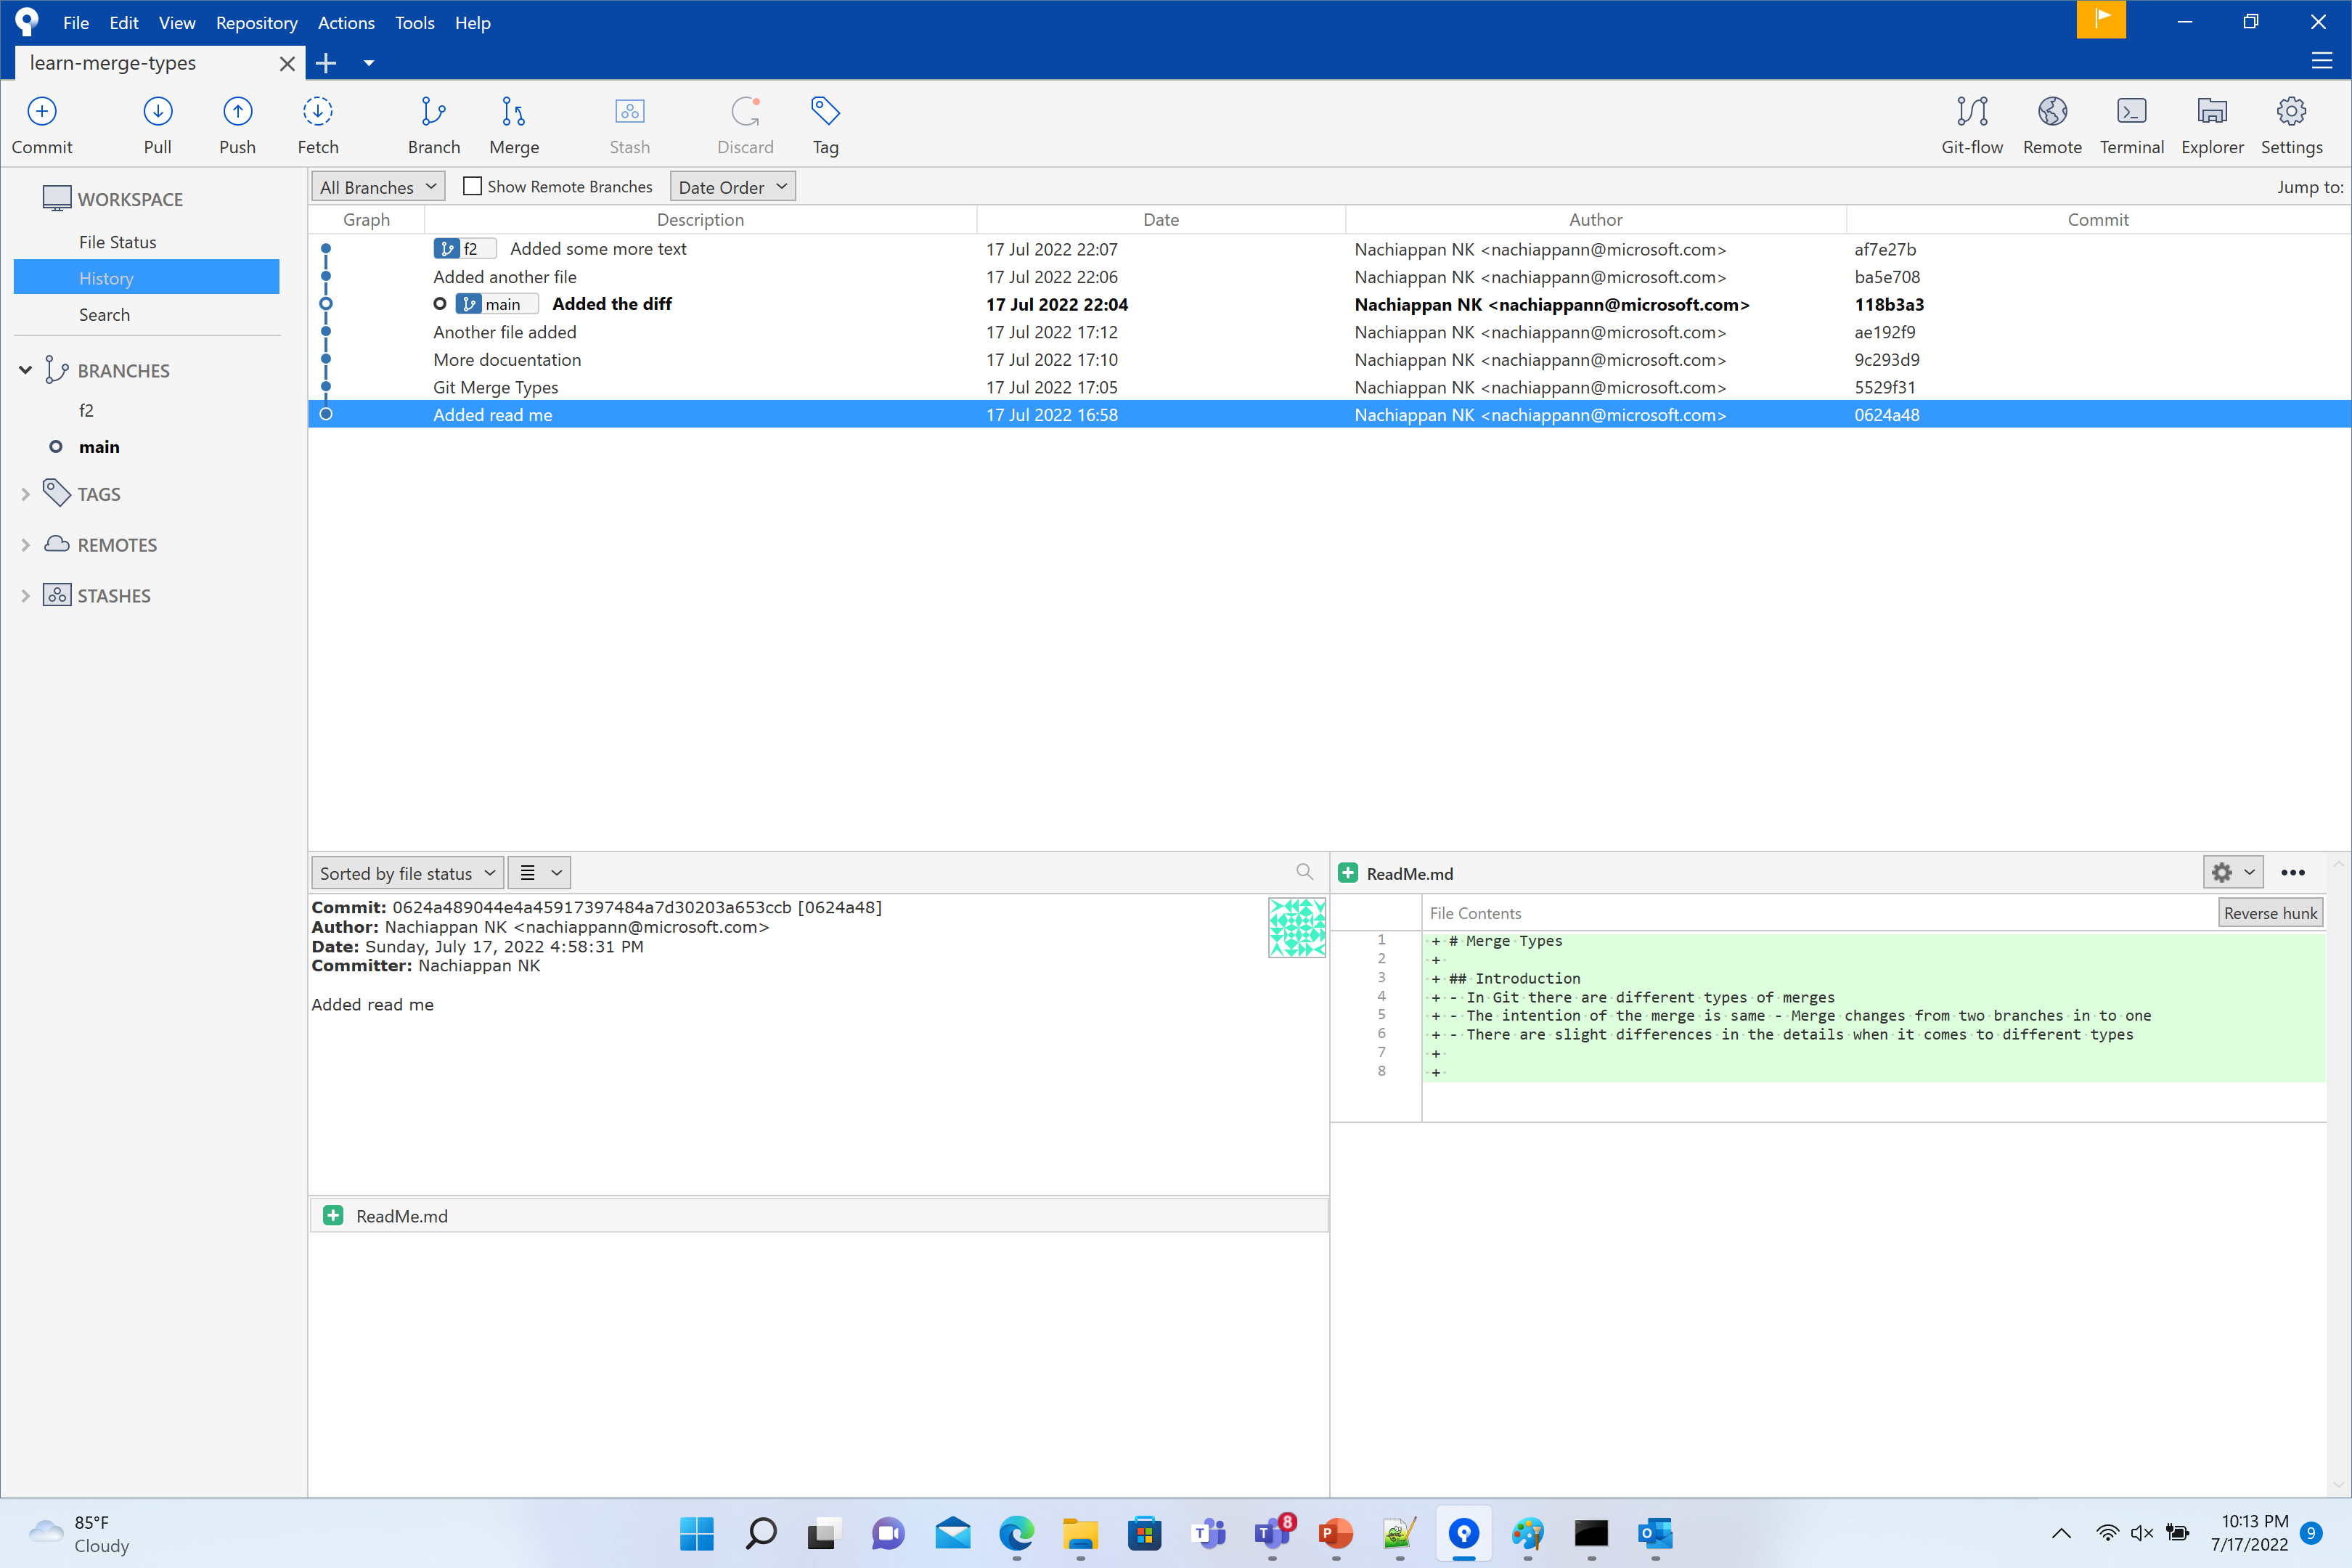 File Edit View Repository Actions Tools Help
learn-merge-types
Commit Pull Push Fetch Branch Merge Stash Discard Tag Git-flow Remote Terminal Explorer Settings
WORKSPACE
File Status
History
Search
BRANCHES
f2
main
TAGS
REMOTES
STASHES
All Branches Show Remote Branches Date Order Jump to:
Graph Description Date Author Commit
f2 Added some more text 17 Jul 2022 22:07 Nachiappan NK <nachiappann@microsoft.com> af7e27b
Added another file 17 Jul 2022 22:06 Nachiappan NK <nachiappann@microsoft.com> ba5e708
main Added the diff 17 Jul 2022 22:04 Nachiappan NK <nachiappann@microsoft.com> 118b3a3
Another file added 17 Jul 2022 17:12 Nachiappan NK <nachiappann@microsoft.com> ae192f9
More docuentation 17 Jul 2022 17:10 Nachiappan NK <nachiappann@microsoft.com> 9c293d9
Git Merge Types 17 Jul 2022 17:05 Nachiappan NK <nachiappann@microsoft.com> 5529f31
Added read me 17 Jul 2022 16:58 Nachiappan NK <nachiappann@microsoft.com> 0624a48
Sorted by file status
Commit: 0624a489044e4a45917397484a7d30203a653ccb [0624a48]
Author: Nachiappan NK <nachiappann@microsoft.com>
Date: Sunday, July 17, 2022 4:58:31 PM
Committer: Nachiappan NK
Added read me
ReadMe.md
ReadMe.md
File Contents Reverse hunk
1 + # Merge Types
2 +
3 + ## Introduction
4 + - In Git there are different types of merges
5 + - The intention of the merge is same - Merge changes from two branches in to one
6 + - There are slight differences in the details when it comes to different types
7 +
8 +
85°F
Cloudy
8
10:13 PM
7/17/2022
9